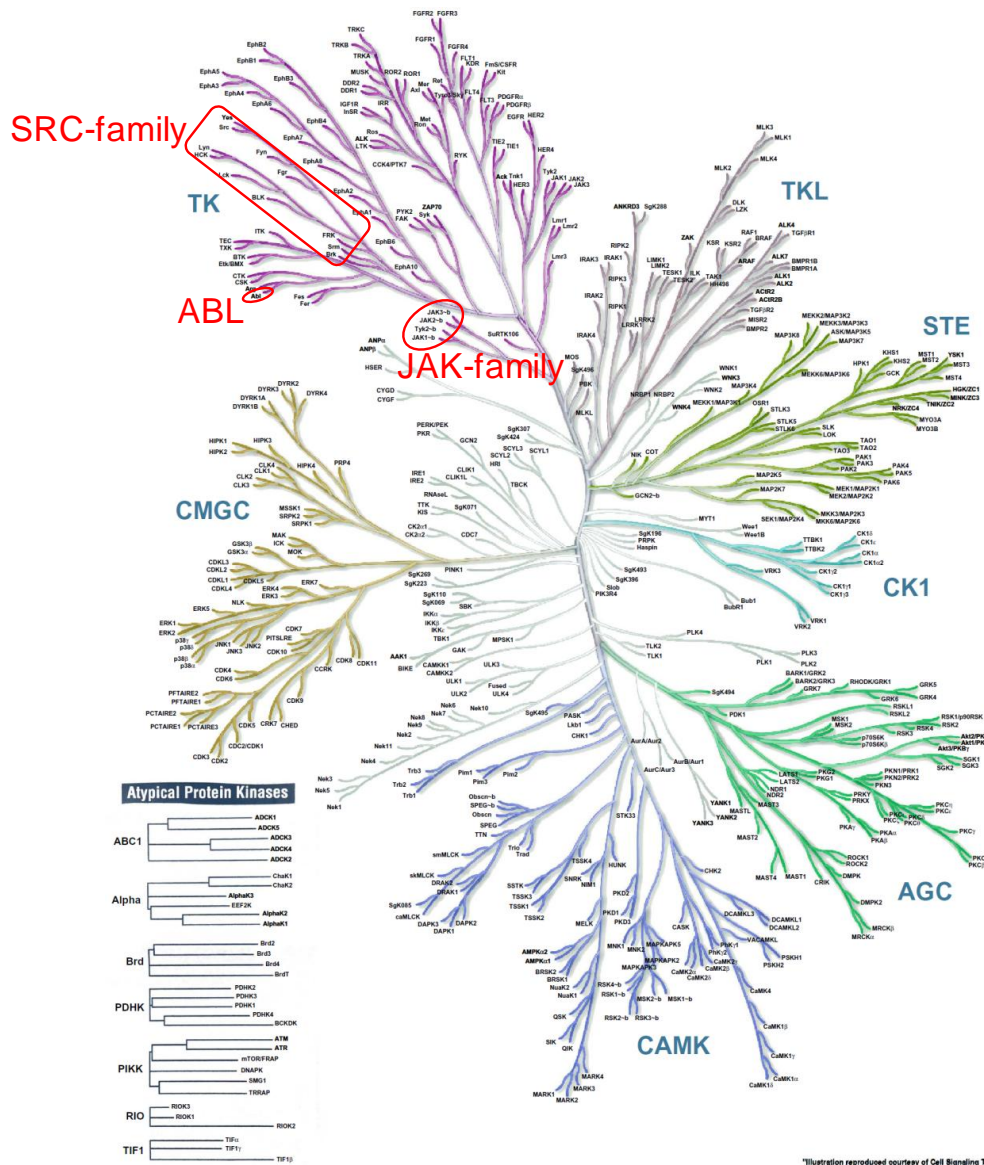 SRC-family
TK
ABL
JAK-family
TKL
STE
CMGC
CK1
AGC
CAMK
EphB2
EphB1
EphA5
EphA3
EphA4
EphB3
EphA6
Yes
Src
EphB4
EphA7
Lyn
HCK
Fyn
EphA8
Lck
Fgr
EphA2
BLK
EphA1
ITK
FRK
TEC
TXK
Srm
Brk
EphB6
BTK
Etk/BMX
EphA10
CTK
CSK
Abl
Fes
Fer
TRKC
TRKB
TRKA
MUSK
ROR2
ROR1
DDR2
DDR1
IGF1R
InSR
IRR
Ros
ALK
LTK
CCK4/PTK7
FGFR2
FGFR3
FGFR1
FGFR4
FLT1
KDR
FmS/CSFR
Kit
Mer
Axl
Ret
FLT4
FLT3
PDGFRα
PDGFRβ
Met
Ron
EGFR
HER2
RYK
TIE2
TIE1
HER4
Ack
Tnk1
HER3
Tyk2
JAK1
JAK2
JAK3
PYK2
FAK
ZAP70
Syk
Lmr1
Lmr2
Lmr3
JAK3~b
JAK2~b
Tyk2~b
JAK1~b
SuRTK106
MLK3
MLK1
MLK4
MLK2
ANKRD3
SgK288
DLK
LZK
ZAK
RIPK2
IRAK3
IRAK1
LIMK1
LIMK2
TESK1
TESK2
ILK
TAK1
HH498
KSR
KSR2
RAF1
BRAF
ARAF
ALK4
TGFβR1
ALK7
BMPR1B
BMPR1A
ALK1
ALK2
ACtR2
ACtR2B
TGFβR2
MISR2
BMPR2
RIPK3
IRAK2
RIPK1
LRRK2
LRRK1
IRAK4
ANPα
ANPβ
HSER
CYGD
CYGF
MOS
SgK496
PBK
MLKL
NRBP1
NRBP2
WNK1
WNK3
WNK2
WNK4
MAP3K8
MEKK2/MAP3K2
MEKK3/MAP3K3
ASK/MAP3K5
MAP3K7
MEKK6/MAP3K6
MAP3K4
MEKK1/MAP3K1
OSR1
STLK3
STLK5
STLK6
NIK
COT
HPK1
KHS1
KHS2
GCK
MST1
MST2
YSK1
MST3
MST4
HGK/ZC1
MINK/ZC3
TNIK/ZC2
NRK/ZC4
MYO3A
MYO3B
SLK
LOK
TAO1
TAO2
TAO3
PAK1
PAK3
PAK2
PAK4
PAK5
PAK6
MAP2K5
MAP2K7
MEK1/MAP2K1
MEK2/MAP2K2
MKK3/MAP2K3
MKK6/MAP2K6
SEK1/MAP2K4
GCN2~b
DYRK2
DYRK3
DYRK1A
DYRK1B
DYRK4
HIPK1
HIPK3
HIPK2
HIPK4
PRP4
CLK4
CLK1
CLK2
CLK3
MSSK1
SRPK2
SRPK1
PERK/PEK
PKR
GCN2
SgK307
SgK424
SCYL3
SCYL2
SCYL1
HRI
IRE1
IRE2
CLIK1
CLIK1L
TBCK
RNAseL
TTK
KIS
SgK071
CK2α1
CK2α2
CDC7
PINK1
MAK
ICK
MOK
GSK3β
GSK3α
CDKL3
CDKL2
CDKL1
CDKL5
CDKL4
ERK7
ERK4
ERK3
NLK
ERK5
ERK1
ERK2
p38γ
p38δ
p38β
p38α
JNK1
JNK3
JNK2
CDK7
PITSLRE
CDK10
CDK4
CDK6
CCRK
CDK8
CDK11
PFTAIRE2
PFTAIRE1
PCTAIRE2
PCTAIRE1
PCTAIRE3
CDK5
CRK7
CHED
CDK9
CDC2/CDK1
CDK3
CDK2
MYT1
Wee1
Wee1B
SgK196
PRPK
Haspin
SgK493
SgK396
Slob
PIK3R4
TTBK1
TTBK2
CK1δ
CK1ε
CK1α
CK1α2
CK1γ2
CK1γ1
CK1γ3
VRK3
VRK1
VRK2
Bub1
BubR1
SgK269
SgK223
SgK110
SgK069
SBK
IKKα
IKKβ
IKKε
TBK1
MPSK1
GAK
AAK1
BIKE
CAMKK1
CAMKK2
ULK3
ULK1
ULK2
Fused
ULK4
Nek6
Nek10
Nek8
Nek7
Nek9
Nek2
Nek11
Nek4
Nek3
Nek5
Nek1
SgK495
PASK
Lkb1
CHK1
TLK2
TLK1
PLK4
PLK3
PLK1
PLK2
AurA/Aur2
AurC/Aur3
AurB/Aur1
Trb3
Trb2
Trb1
Pim1
Pim2
Pim3
SgK494
PDK1
BARK1/GRK2
BARK2/GRK3
RHODK/GRK1
GRK5
GRK7
GRK6
GRK4
RSKL1
RSKL2
MSK1
MSK2
RSK1/p90RSK
RSK4
RSK2
RSK3
p70S6K
p70S6Kβ
Akt3/PKBγ
SGK1
SGK2
SGK3
LATS1
LATS2
NDR1
NDR2
PKG2
PKG1
PRKY
PRKX
PKN1/PRK1
PKN2/PRK2
PKN3
PKAγ
PKAα
PKAβ
PKCγ
YANK1
YANK2
YANK3
MASTL
MAST3
MAST2
MAST4
MAST1
ROCK1
ROCK2
DMPK
CRIK
DMPK2
MRCKβ
MRCKα
Obscn~b
SPEG~b
Obscn
SPEG
TTN
STK33
Trio
Trad
smMLCK
skMLCK
DRAK2
DRAK1
SgK085
caMLCK
DAPK3
DAPK2
DAPK1
TSSK4
SSTK
SNRK
NIM1
HUNK
TSSK3
TSSK1
TSSK2
PKD2
PKD1
PKD3
MELK
CHK2
DCAMKL3
DCAMKL1
DCAMKL2
CASK
VACAMKL
PhKγ1
PhKγ2
PSKH1
PSKH2
MNK1
MNK2
MAPKAPK5
MAPKAPK2
MAPKAPK3
CaMK2γ
CaMK2α
CaMK2β
CaMK2δ
AMPKα2
AMPKα1
BRSK2
BRSK1
NuaK2
NuaK1
RSK4~b
RSK1~b
MSK2~b
MSK1~b
RSK2~b
RSK3~b
QSK
SIK
QIK
CaMK4
CaMK1β
CaMK1γ
CaMK1α
CaMK1δ
MARK4
MARK3
MARK1
MARK2
Atypical Protein Kinases
ABC1
ADCK1
ADCK5
ADCK3
ADCK4
ADCK2
Alpha
ChaK1
ChaK2
AlphaK3
EEF2K
AlphaK2
AlphaK1
Brd
Brd2
Brd3
Brd4
BrdT
PDHK
PDHK2
PDHK3
PDHK1
PDHK4
BCKDK
PIKK
ATM
ATR
mTOR/FRAP
DNAPK
SMG1
TRRAP
RIO
RIOK3
RIOK1
RIOK2
TIF1
TIFα
TIF1γ
TIF1β
"Illustration reproduced courtesy of Cell Signaling T